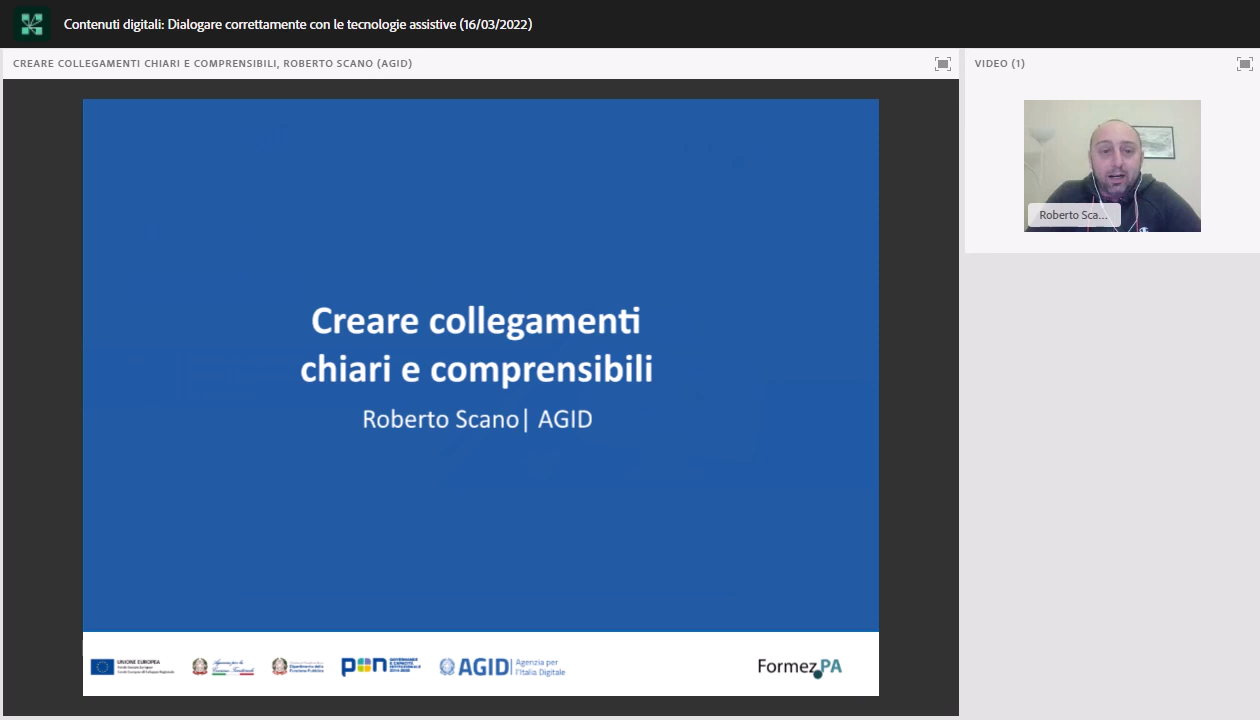 Contenuti digitali: Dialogare correttamente con le tecnologie assistive (16/03/2022)
CREARE COLLEGAMENTI CHIARI E COMPRENSIBILI, ROBERTO SCANO (AGID)
VIDEO (1)
Roberto Sca...
Creare collegamenti
chiari e comprensibili
Roberto Scano| AGID
UNIONE EUROPEA
pon
AGID
Agenzia per
l'Italia Digitale
FormezPA